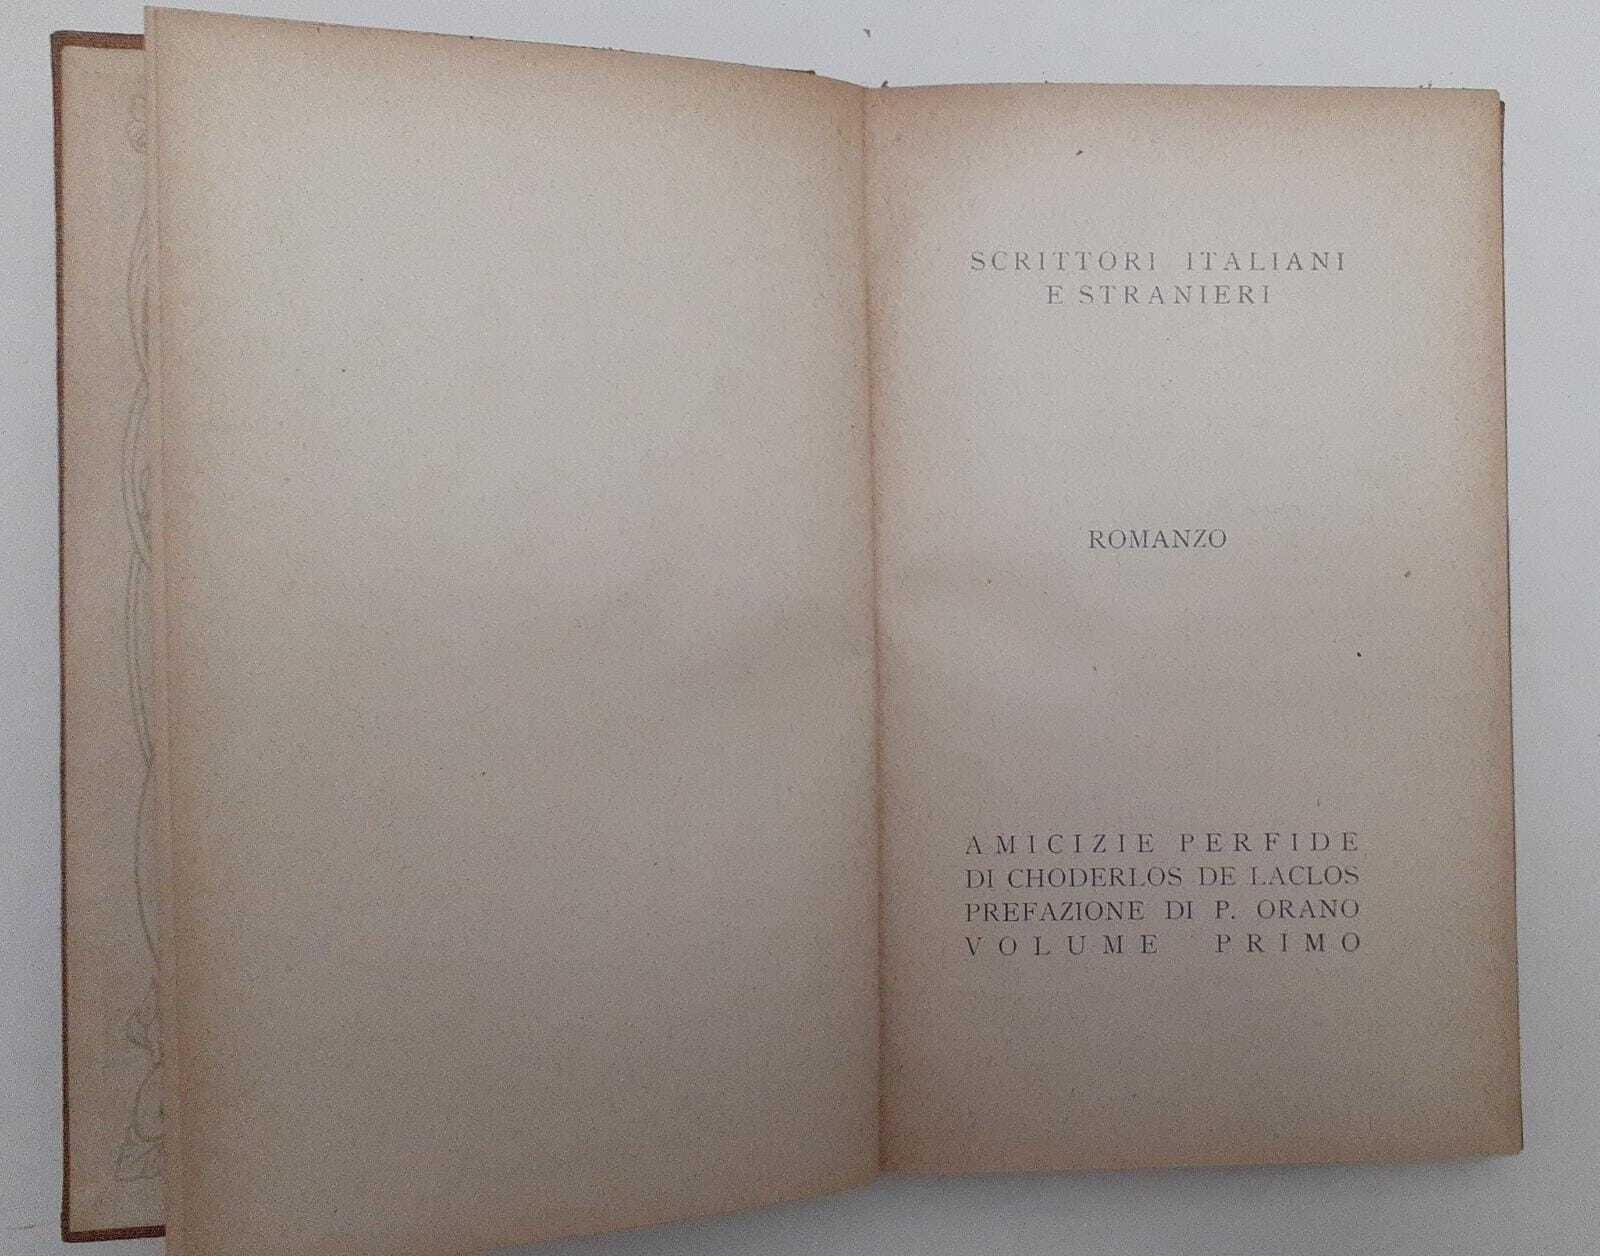 SCRITTORI ITALIANI
E STRANIERI
ROMANZO
AMICIZIE PERFIDE
DI CHODERLOS DE LACLOS
PREFAZIONE DI P. ORANO
VOLUME PRIMO